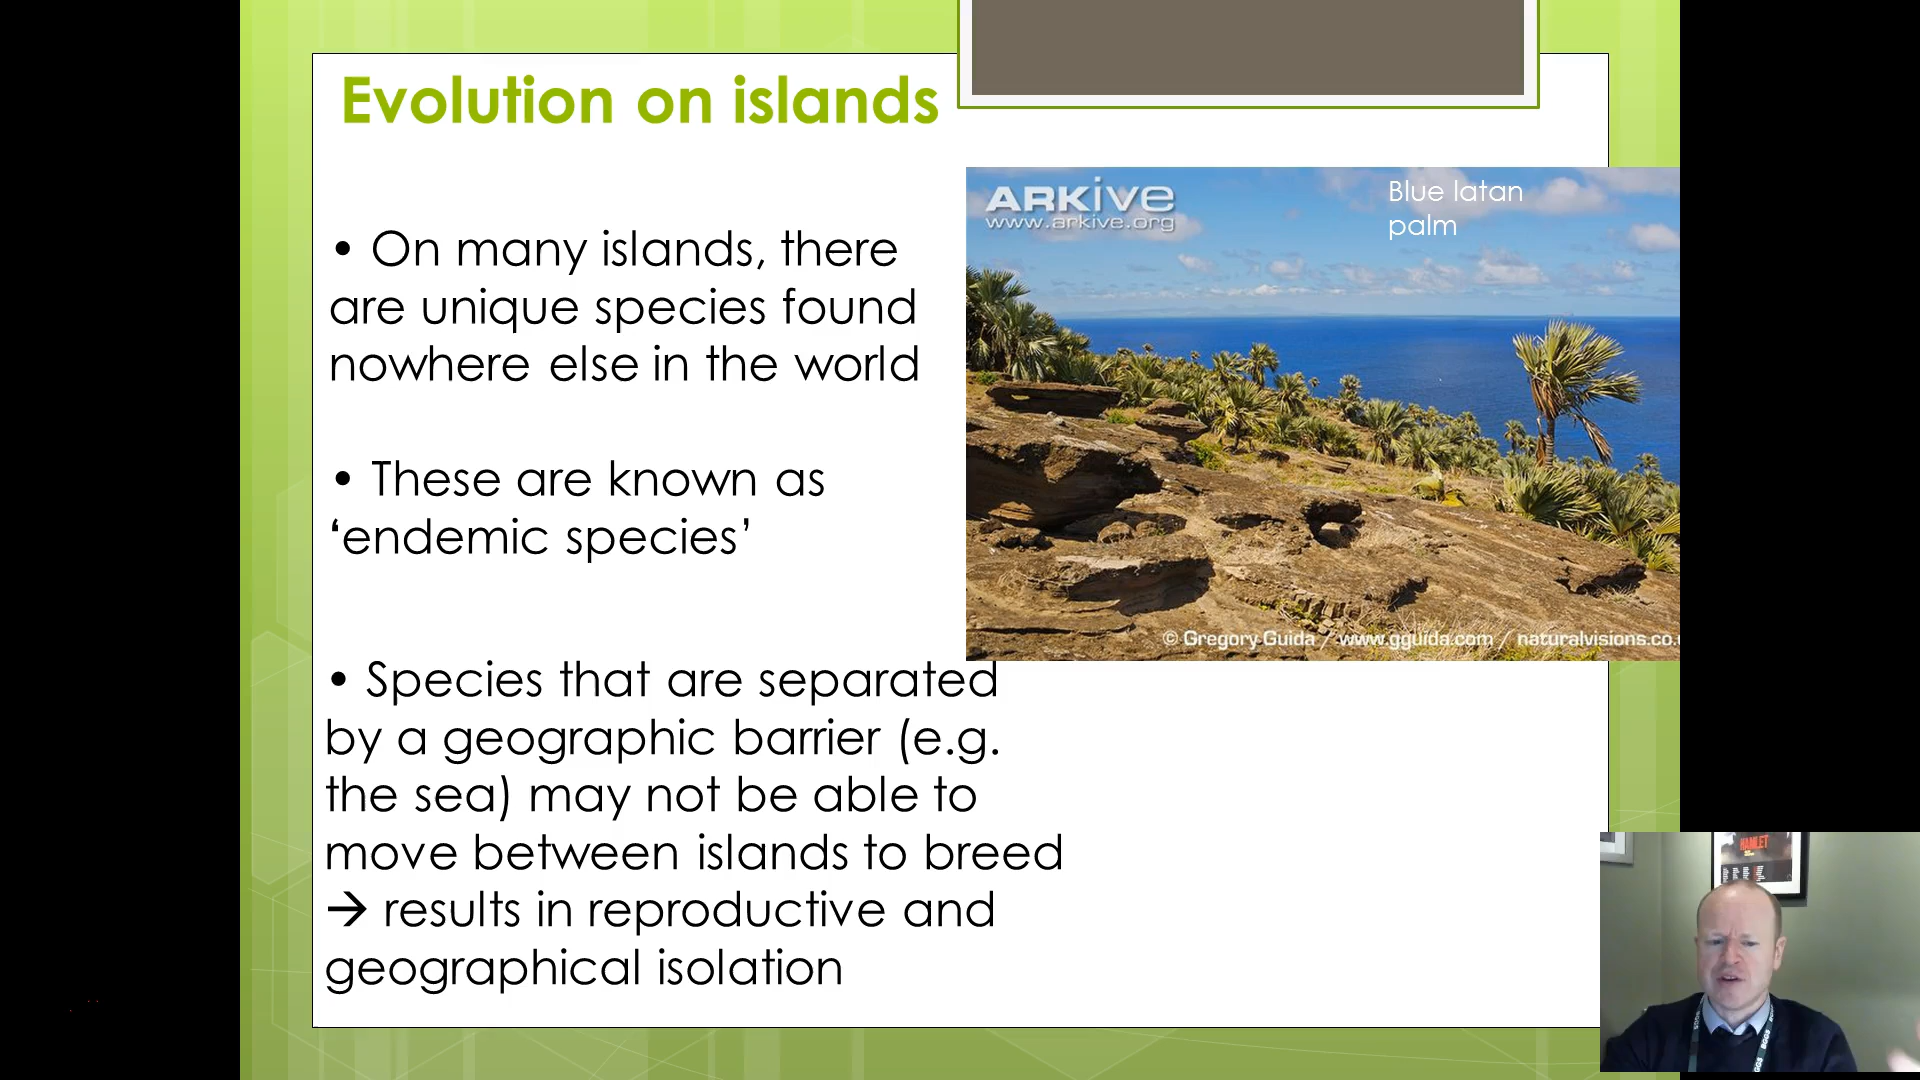 Evolution on islands
• On many islands, there
are unique species found
nowhere else in the world
• These are known as
‘endemic species’
• Species that are separated
by a geographic barrier (e.g.
the sea) may not be able to
move between islands to breed
→ results in reproductive and
geographical isolation
ARKive
www.arkive.org
Blue latan
palm
© Gregory Guida / www.gguida.com / naturalvisions.co.
HAMLET
BGGS